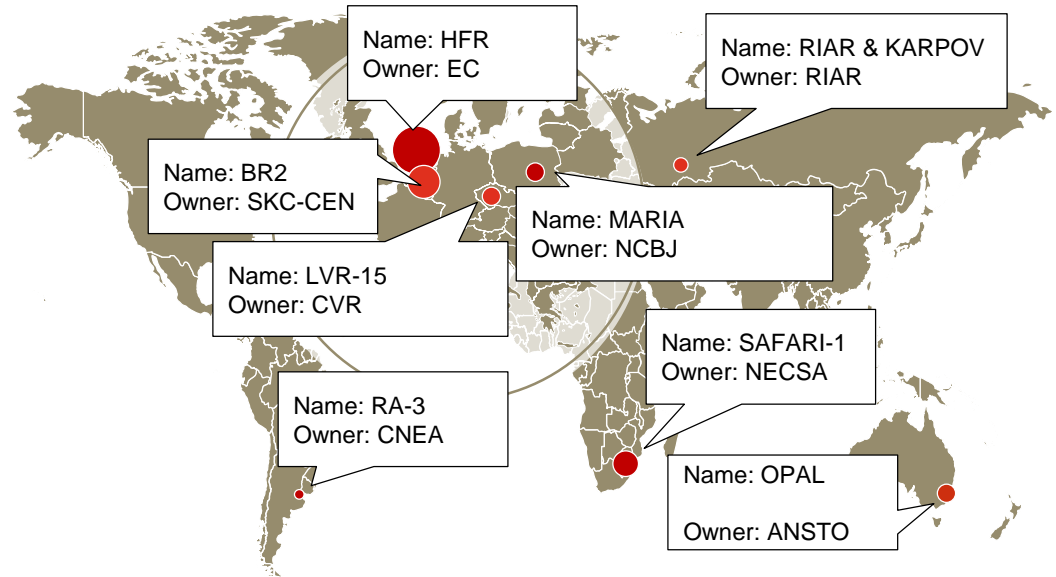 Name: HFR
Owner: EC
Name: RIAR & KARPOV
Owner: RIAR
Name: BR2
Owner: SKC-CEN
Name: MARIA
Owner: NCBJ
Name: LVR-15
Owner: CVR
Name: SAFARI-1
Owner: NECSA
Name: RA-3
Owner: CNEA
Name: OPAL
Owner: ANSTO